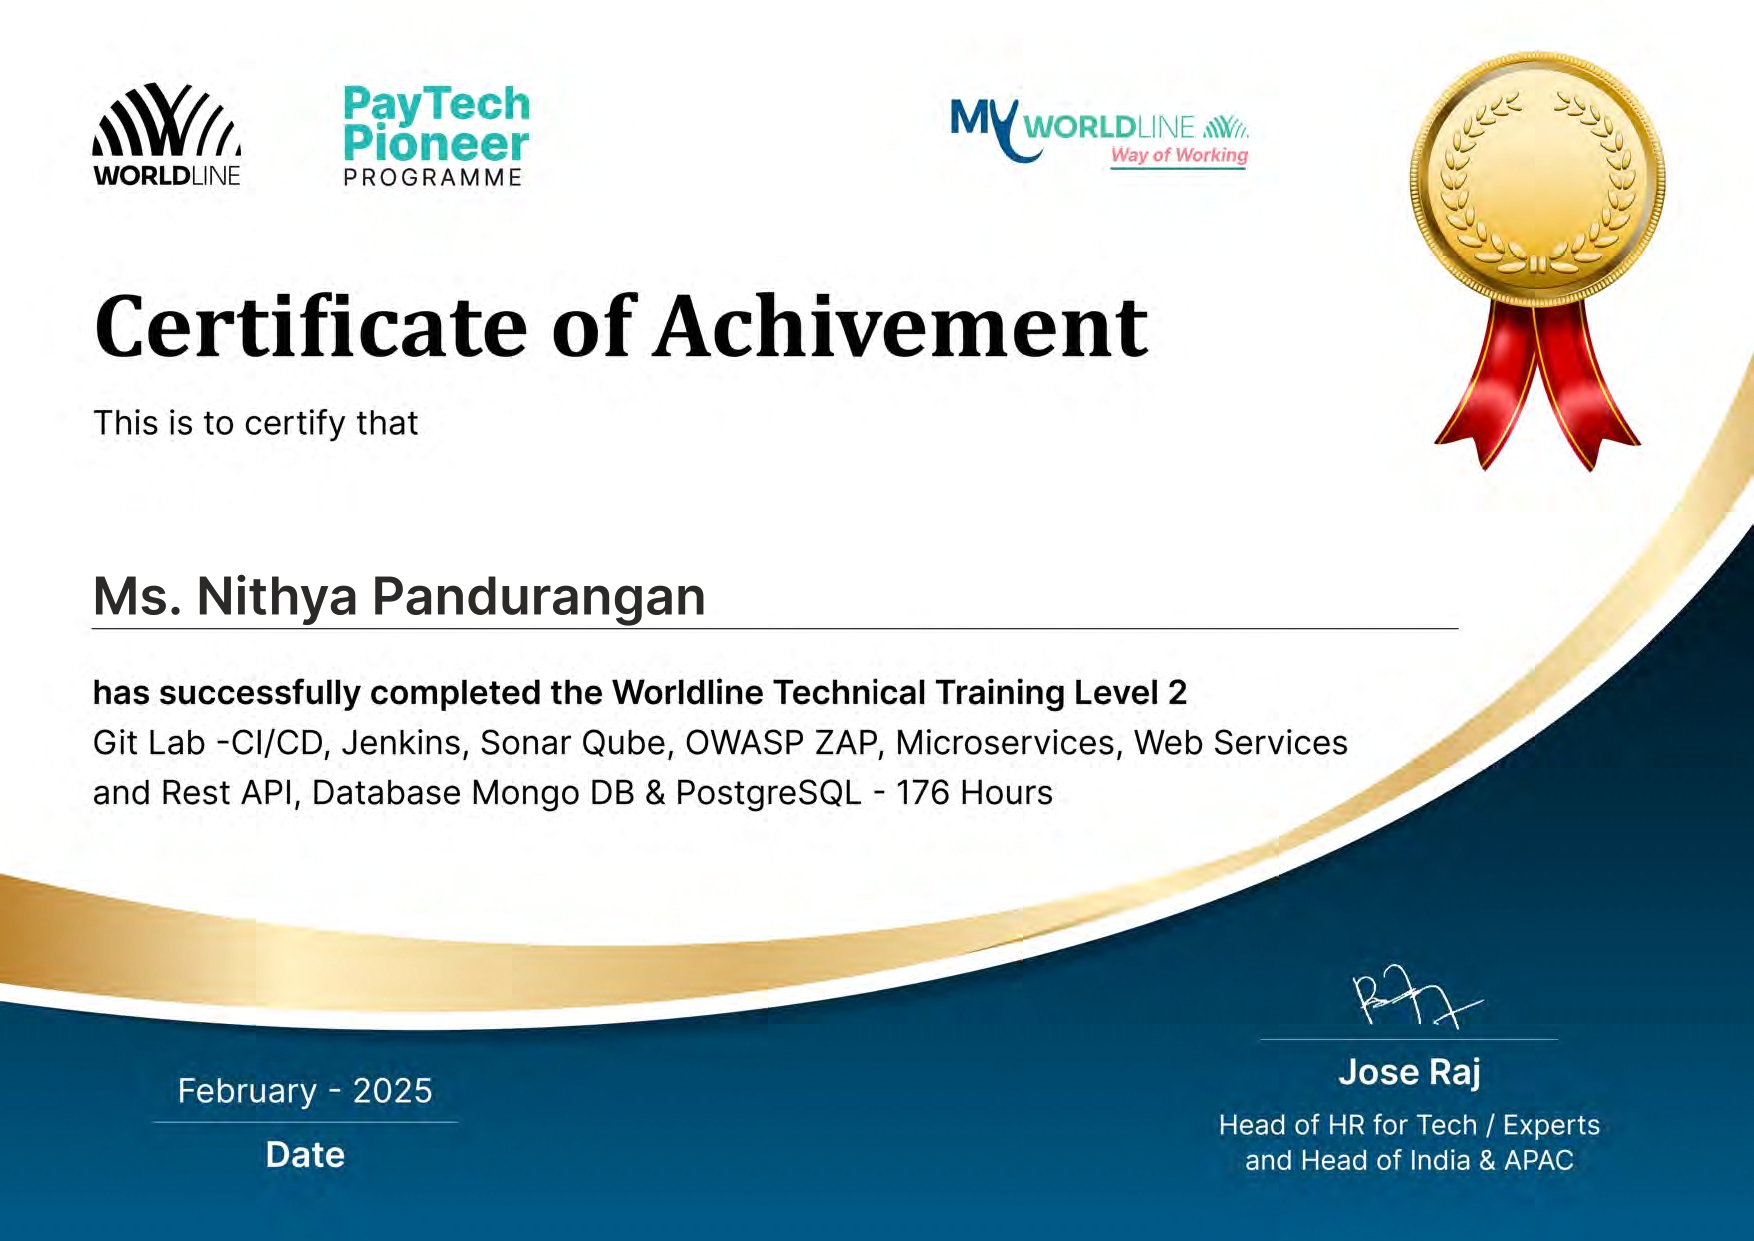 WORLDLINE
PayTech
Pioneer
PROGRAMME
MY WORLDLINE
Way of Working
Certificate of Achivement
This is to certify that
Ms. Nithya Pandurangan
has successfully completed the Worldline Technical Training Level 2
Git Lab -CI/CD, Jenkins, Sonar Qube, OWASP ZAP, Microservices, Web Services
and Rest API, Database Mongo DB & PostgreSQL - 176 Hours
February - 2025
Date
Jose Raj
Head of HR for Tech / Experts
and Head of India & APAC